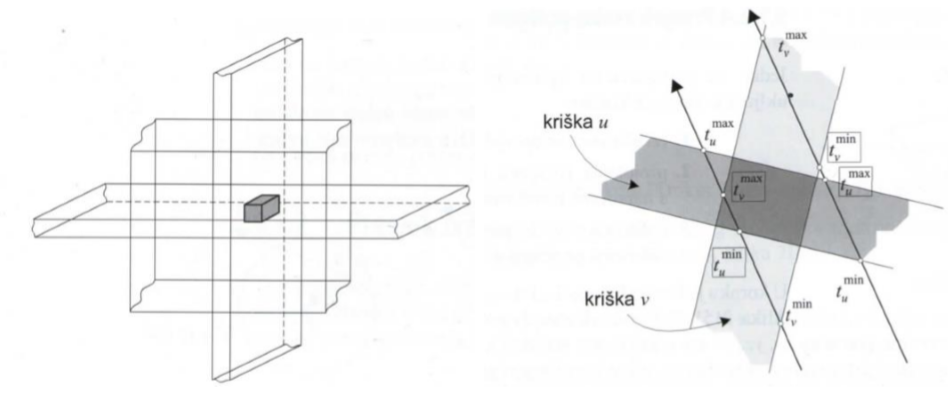 t_v^max
kriška u
t_u^max
t_v^min
t_v^max
t_u^max
t_u^min
t_u^min
kriška v
t_v^min